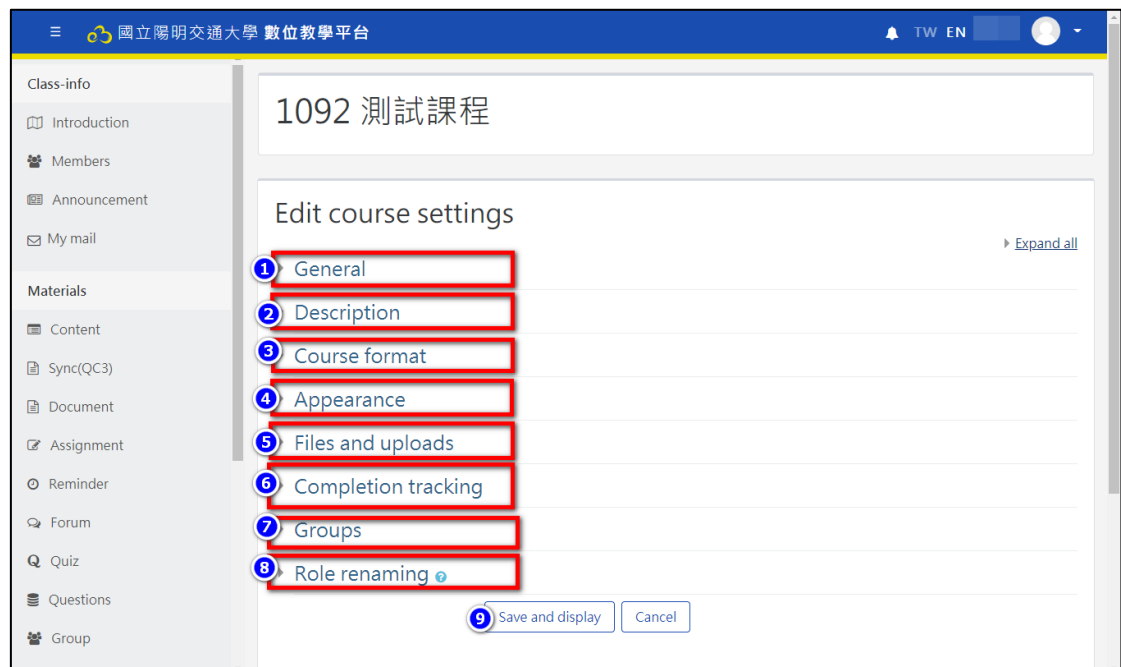 國立陽明交通大學 數位教學平台
TW EN
Class-info
Introduction
Members
Announcement
My mail
Materials
Content
Sync(QC3)
Document
Assignment
Reminder
Forum
Quiz
Questions
Group
1092 測試課程
Edit course settings
Expand all
1 General
2 Description
3 Course format
4 Appearance
5 Files and uploads
6 Completion tracking
7 Groups
8 Role renaming ?
9 Save and display Cancel